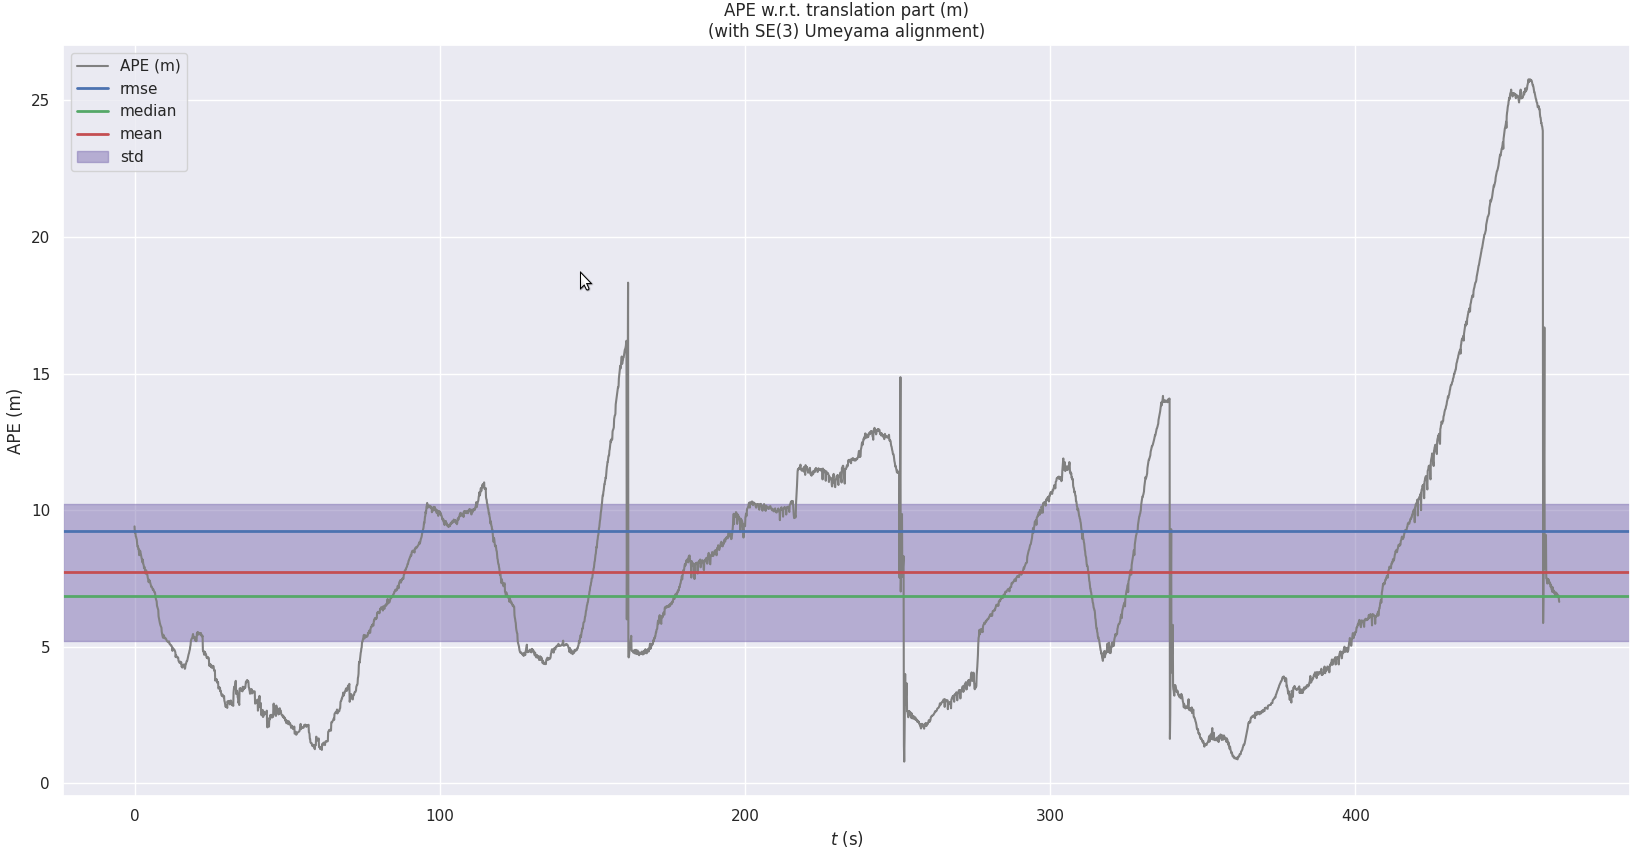 APE w.r.t. translation part (m)
(with SE(3) Umeyama alignment)
APE (m)
rmse
median
mean
std
APE (m)
25
20
15
10
5
0
0 100 200 300 400
t (s)